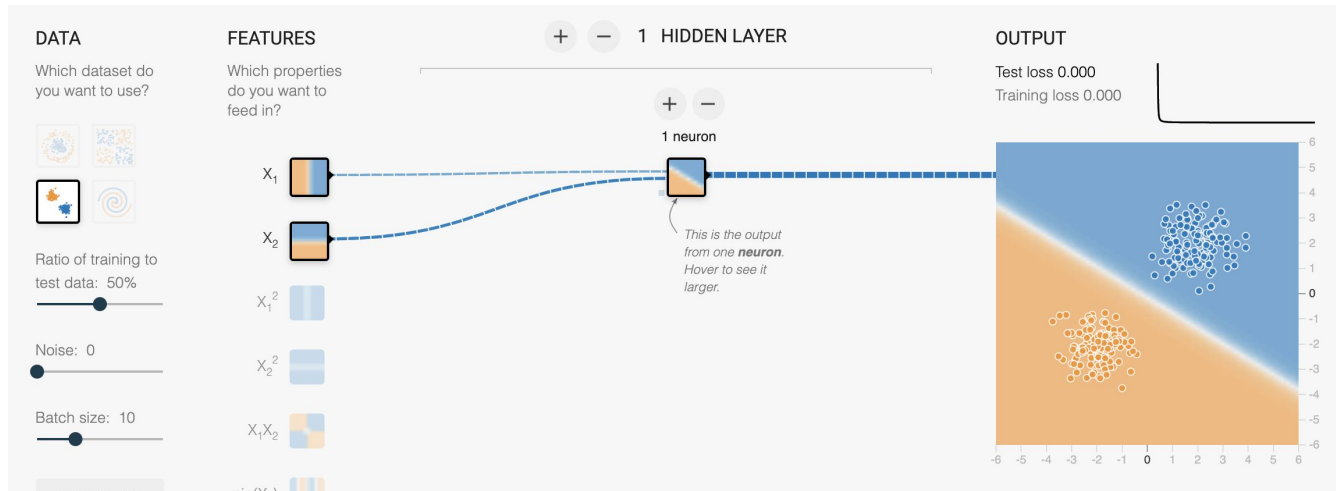 DATA
Which dataset do
you want to use?
Ratio of training to
test data: 50%
Noise: 0
Batch size: 10
FEATURES
Which properties
do you want to
feed in?
X1
X2
X1²
X2²
X1X2
+ − 1 HIDDEN LAYER
+ −
1 neuron
This is the output
from one neuron.
Hover to see it
larger.
OUTPUT
Test loss 0.000
Training loss 0.000
6
5
4
3
2
1
0
-1
-2
-3
-4
-5
-6
-6 -5 -4 -3 -2 -1 0 1 2 3 4 5 6